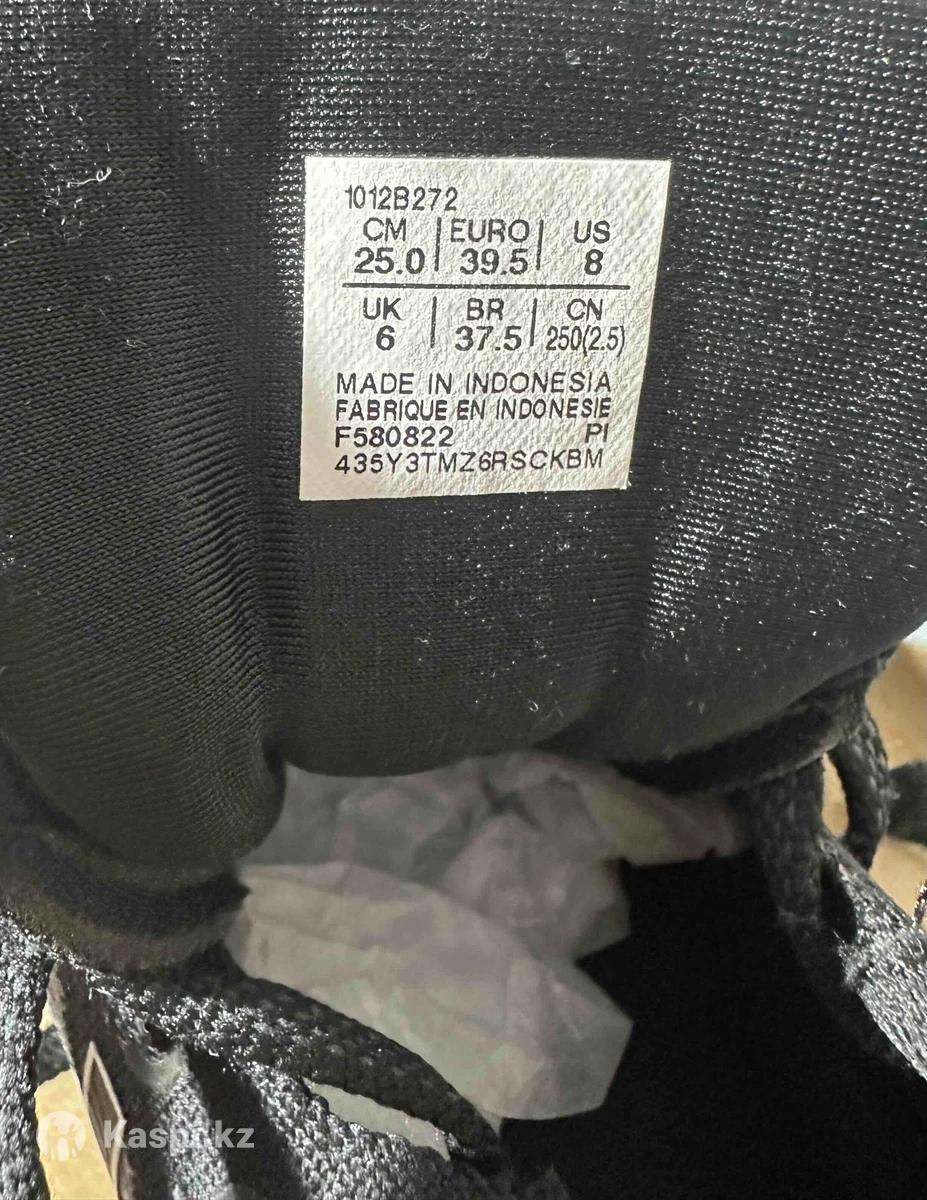 1012B272
CM | EURO | US
25.0 | 39.5 | 8
UK | BR | CN
6 | 37.5 | 250(2.5)
MADE IN INDONESIA
FABRIQUE EN INDONESIE
F580822 PI
435Y3TMZ6RSCKBM
Kaspi.kz